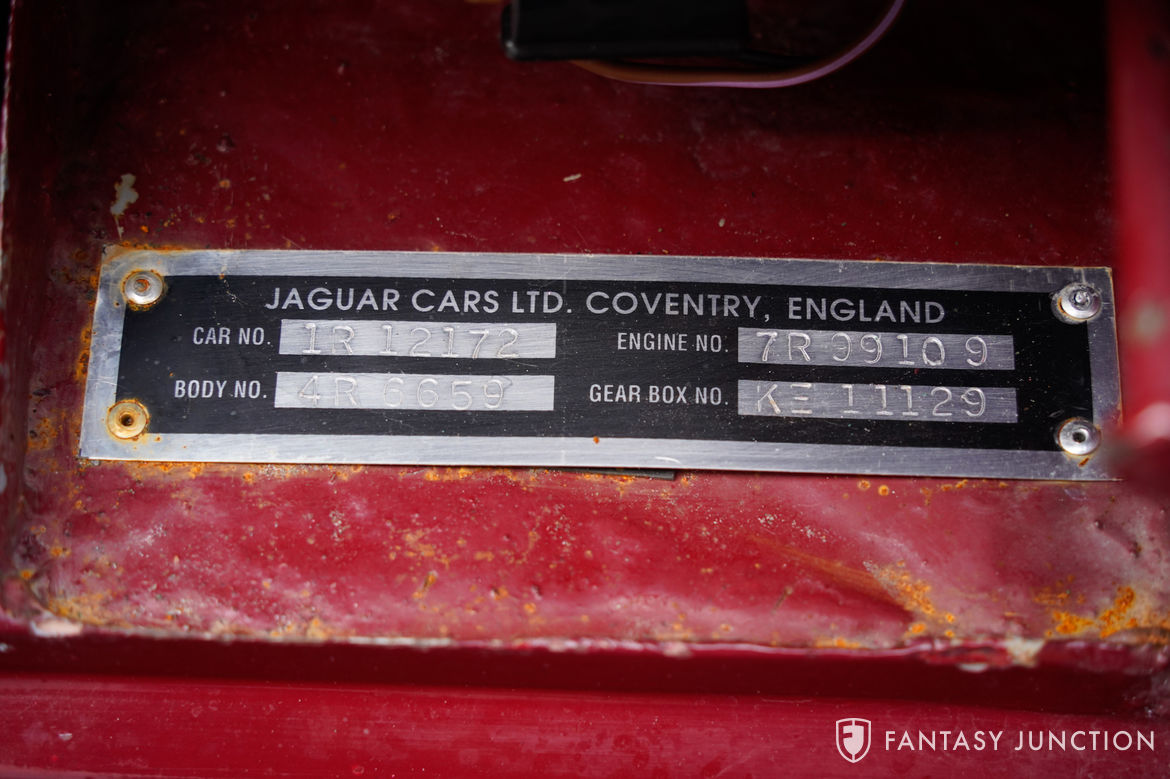 JAGUAR CARS LTD. COVENTRY, ENGLAND
CAR NO. 1R 12172 ENGINE NO. 7R 99109
BODY NO. 4R 6659 GEAR BOX NO. KE 11129
FANTASY JUNCTION